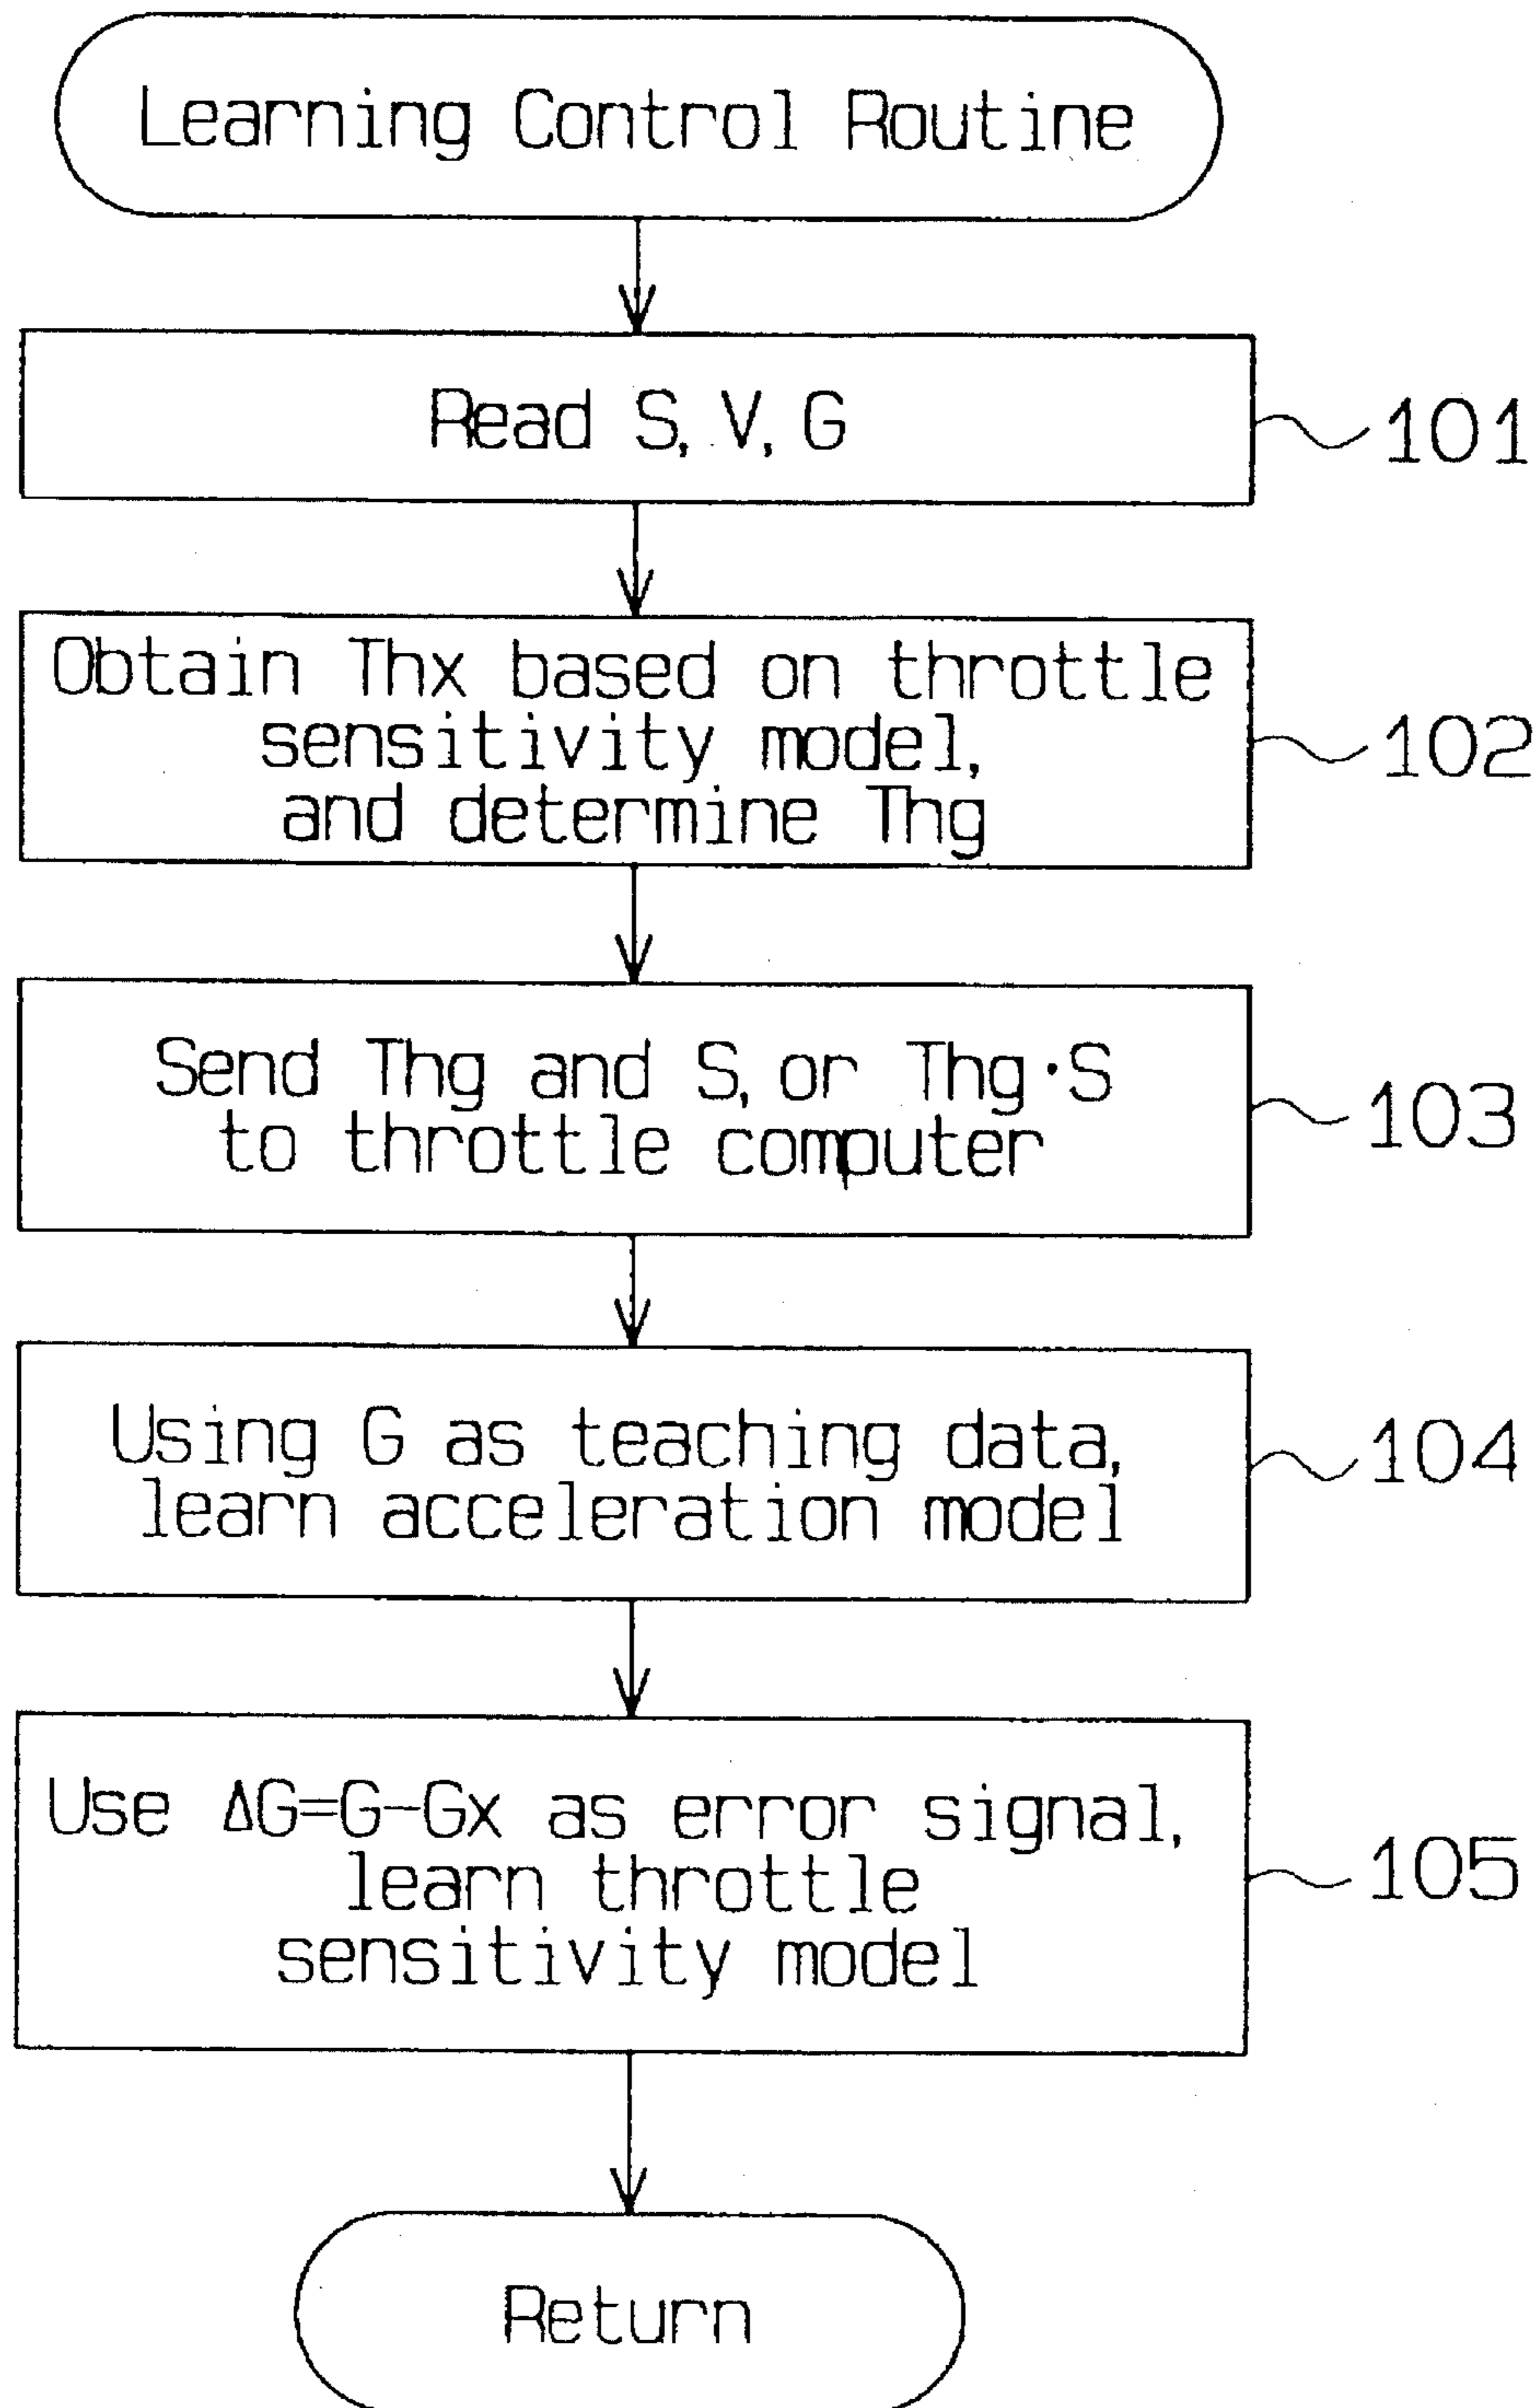 Learning Control Routine
Read S, V, G
101
Obtain Thx based on throttle
sensitivity model,
and determine Thg
102
Send Thg and S, or Thg·S
to throttle computer
103
Using G as teaching data,
learn acceleration model
104
Use ΔG=G-Gx as error signal,
learn throttle
sensitivity model
105
Return